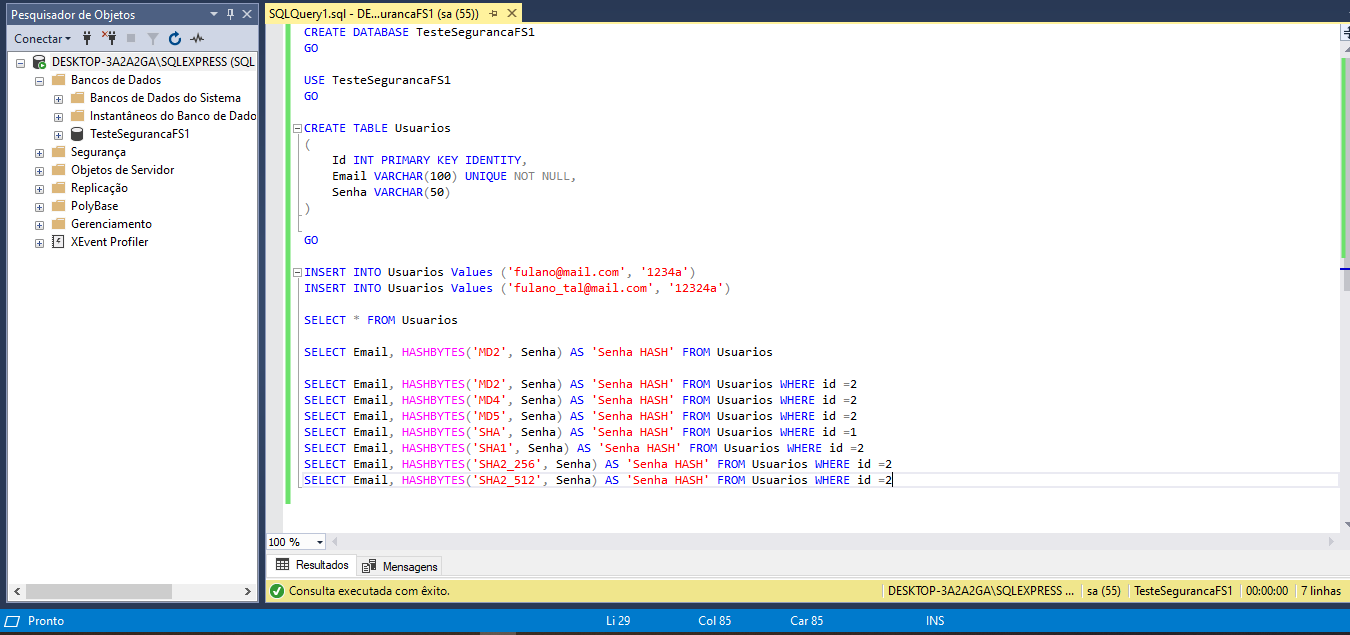 Pesquisador de Objetos
Conectar
DESKTOP-3A2A2GA\SQLEXPRESS (SQL
Bancos de Dados
Bancos de Dados do Sistema
Instantâneos do Banco de Dado
TesteSegurancaFS1
Segurança
Objetos de Servidor
Replicação
PolyBase
Gerenciamento
XEvent Profiler
SQLQuery1.sql - DE...urancaFS1 (sa (55))
CREATE DATABASE TesteSegurancaFS1
GO
USE TesteSegurancaFS1
GO
CREATE TABLE Usuarios
(
Id INT PRIMARY KEY IDENTITY,
Email VARCHAR(100) UNIQUE NOT NULL,
Senha VARCHAR(50)
)
GO
INSERT INTO Usuarios Values ('fulano@mail.com', '1234a')
INSERT INTO Usuarios Values ('fulano_tal@mail.com', '12324a')
SELECT * FROM Usuarios
SELECT Email, HASHBYTES('MD2', Senha) AS 'Senha HASH' FROM Usuarios
SELECT Email, HASHBYTES('MD2', Senha) AS 'Senha HASH' FROM Usuarios WHERE id =2
SELECT Email, HASHBYTES('MD4', Senha) AS 'Senha HASH' FROM Usuarios WHERE id =2
SELECT Email, HASHBYTES('MD5', Senha) AS 'Senha HASH' FROM Usuarios WHERE id =2
SELECT Email, HASHBYTES('SHA', Senha) AS 'Senha HASH' FROM Usuarios WHERE id =1
SELECT Email, HASHBYTES('SHA1', Senha) AS 'Senha HASH' FROM Usuarios WHERE id =2
SELECT Email, HASHBYTES('SHA2_256', Senha) AS 'Senha HASH' FROM Usuarios WHERE id =2
SELECT Email, HASHBYTES('SHA2_512', Senha) AS 'Senha HASH' FROM Usuarios WHERE id =2
100 %
Resultados Mensagens
Consulta executada com êxito. DESKTOP-3A2A2GA\SQLEXPRESS ... sa (55) TesteSegurancaFS1 00:00:00 7 linhas
Pronto Li 29 Col 85 Car 85 INS